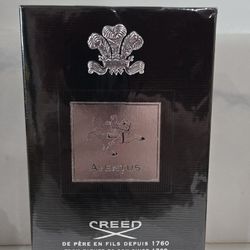 AVENTUS
CREED
DE PÈRE EN FILS DEPUIS 1760